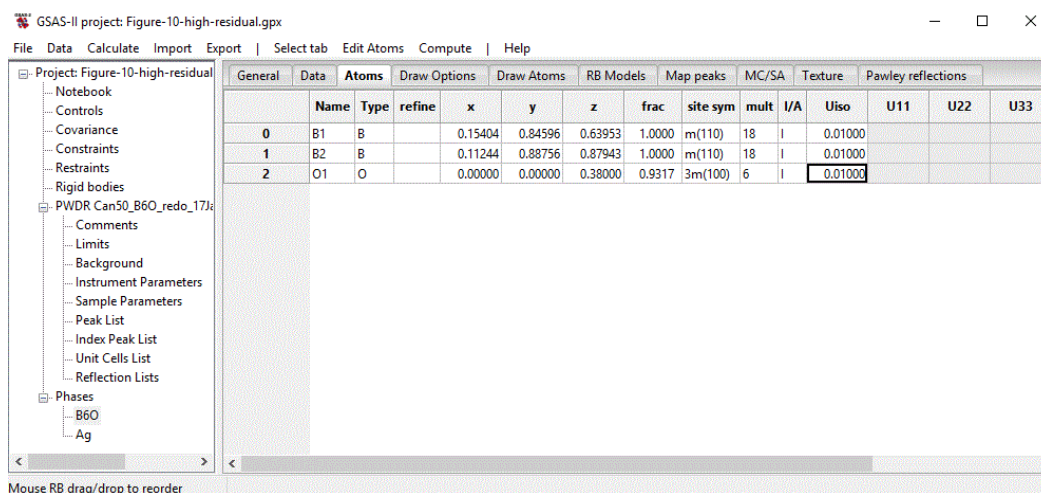 GSAS-II project: Figure-10-high-residual.gpx
File Data Calculate Import Export | Select tab Edit Atoms Compute | Help
Project: Figure-10-high-residual
Notebook
Controls
Covariance
Constraints
Restraints
Rigid bodies
PWDR Can50_B6O_redo_17Ja
Comments
Limits
Background
Instrument Parameters
Sample Parameters
Peak List
Index Peak List
Unit Cells List
Reflection Lists
Phases
B6O
Ag
General Data Atoms Draw Options Draw Atoms RB Models Map peaks MC/SA Texture Pawley reflections
Name Type refine x y z frac site sym mult I/A Uiso U11 U22 U33
0 B1 B 0.15404 0.84596 0.63953 1.0000 m(110) 18 I 0.01000
1 B2 B 0.11244 0.88756 0.87943 1.0000 m(110) 18 I 0.01000
2 O1 O 0.00000 0.00000 0.38000 0.9317 3m(100) 6 I 0.01000
Mouse RB drag/drop to reorder